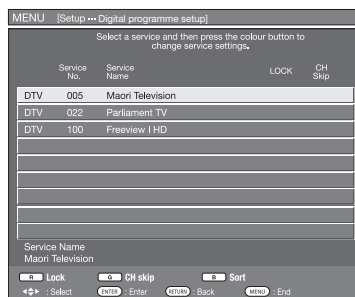 MENU [Setup ••• Digital programme setup]
Select a service and then press the colour button to
change service settings.
Service No. Service Name LOCK CH Skip
DTV 005 Maori Television
DTV 022 Parliament TV
DTV 100 Freeview I HD
Service Name
Maori Television
R Lock G CH skip B Sort
: Select ENTER : Enter RETURN : Back MENU : End